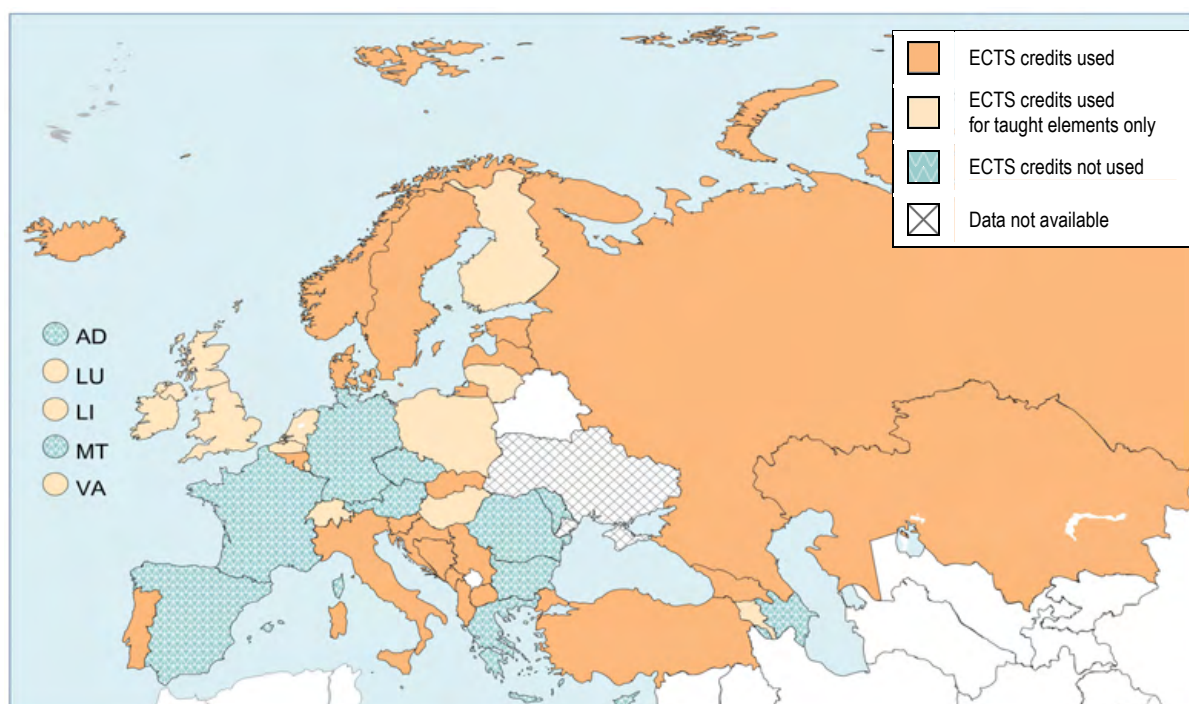 ECTS credits used
ECTS credits used
for taught elements only
ECTS credits not used
Data not available
AD
LU
LI
MT
VA